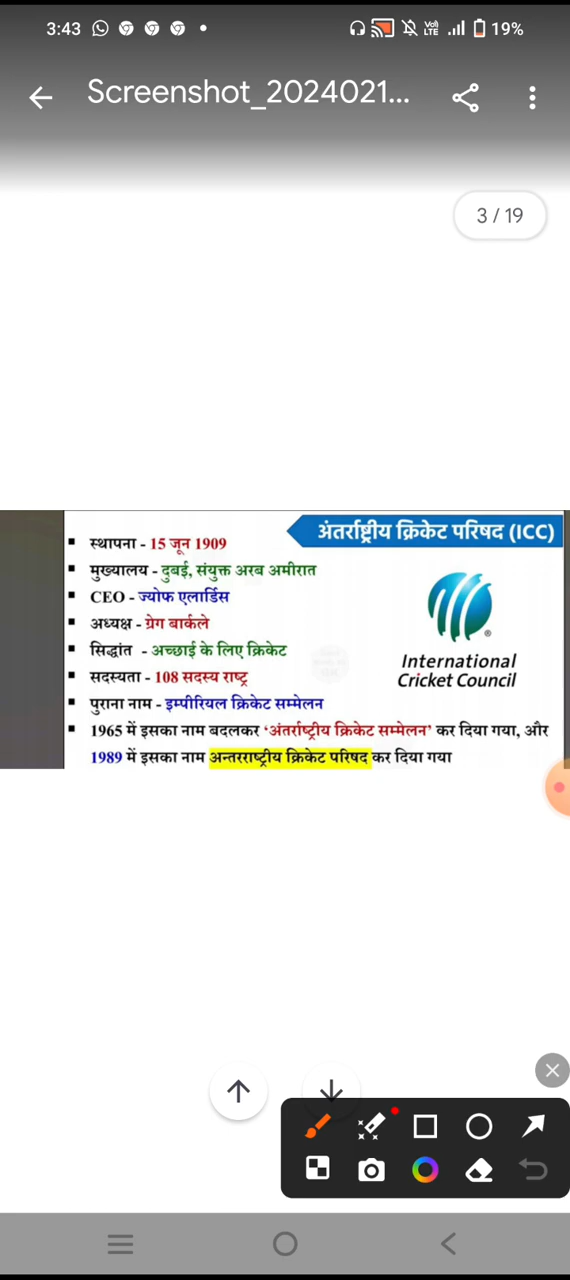 3:43
VoI) LTE 19%
Screenshot_2024021...
3 / 19
अंतर्राष्ट्रीय क्रिकेट परिषद (ICC)
▪ स्थापना - 15 जून 1909
▪ मुख्यालय - दुबई, संयुक्त अरब अमीरात
▪ CEO - ज्योफ एलार्डिस
▪ अध्यक्ष - ग्रेग बार्कले
▪ सिद्धांत - अच्छाई के लिए क्रिकेट
▪ सदस्यता - 108 सदस्य राष्ट्र
▪ पुराना नाम - इम्पीरियल क्रिकेट सम्मेलन
▪ 1965 में इसका नाम बदलकर ‘अंतर्राष्ट्रीय क्रिकेट सम्मेलन’ कर दिया गया, और
1989 में इसका नाम अन्तरराष्ट्रीय क्रिकेट परिषद कर दिया गया
®
International
Cricket Council